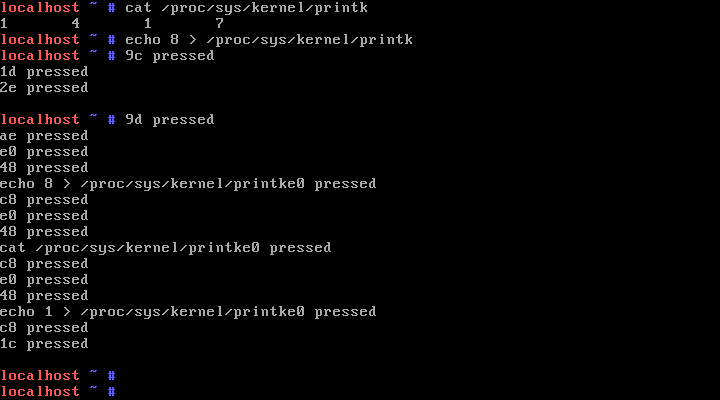 localhost ~ # cat /proc/sys/kernel/printk
1 4 1 7
localhost ~ # echo 8 > /proc/sys/kernel/printk
localhost ~ # 9c pressed
1d pressed
2e pressed
localhost ~ # 9d pressed
ae pressed
e0 pressed
48 pressed
echo 8 > /proc/sys/kernel/printke0 pressed
c8 pressed
e0 pressed
48 pressed
cat /proc/sys/kernel/printke0 pressed
c8 pressed
e0 pressed
48 pressed
echo 1 > /proc/sys/kernel/printke0 pressed
c8 pressed
1c pressed
localhost ~ #
localhost ~ #